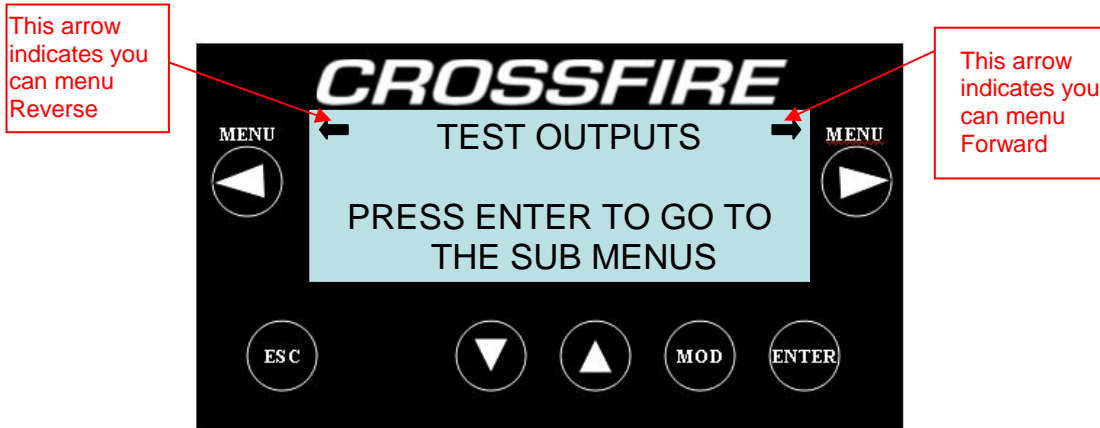 This arrow
indicates you
can menu
Reverse
CROSSFIRE
This arrow
indicates you
can menu
Forward
MENU
TEST OUTPUTS
MENU
PRESS ENTER TO GO TO
THE SUB MENUS
ESC
MOD
ENTER